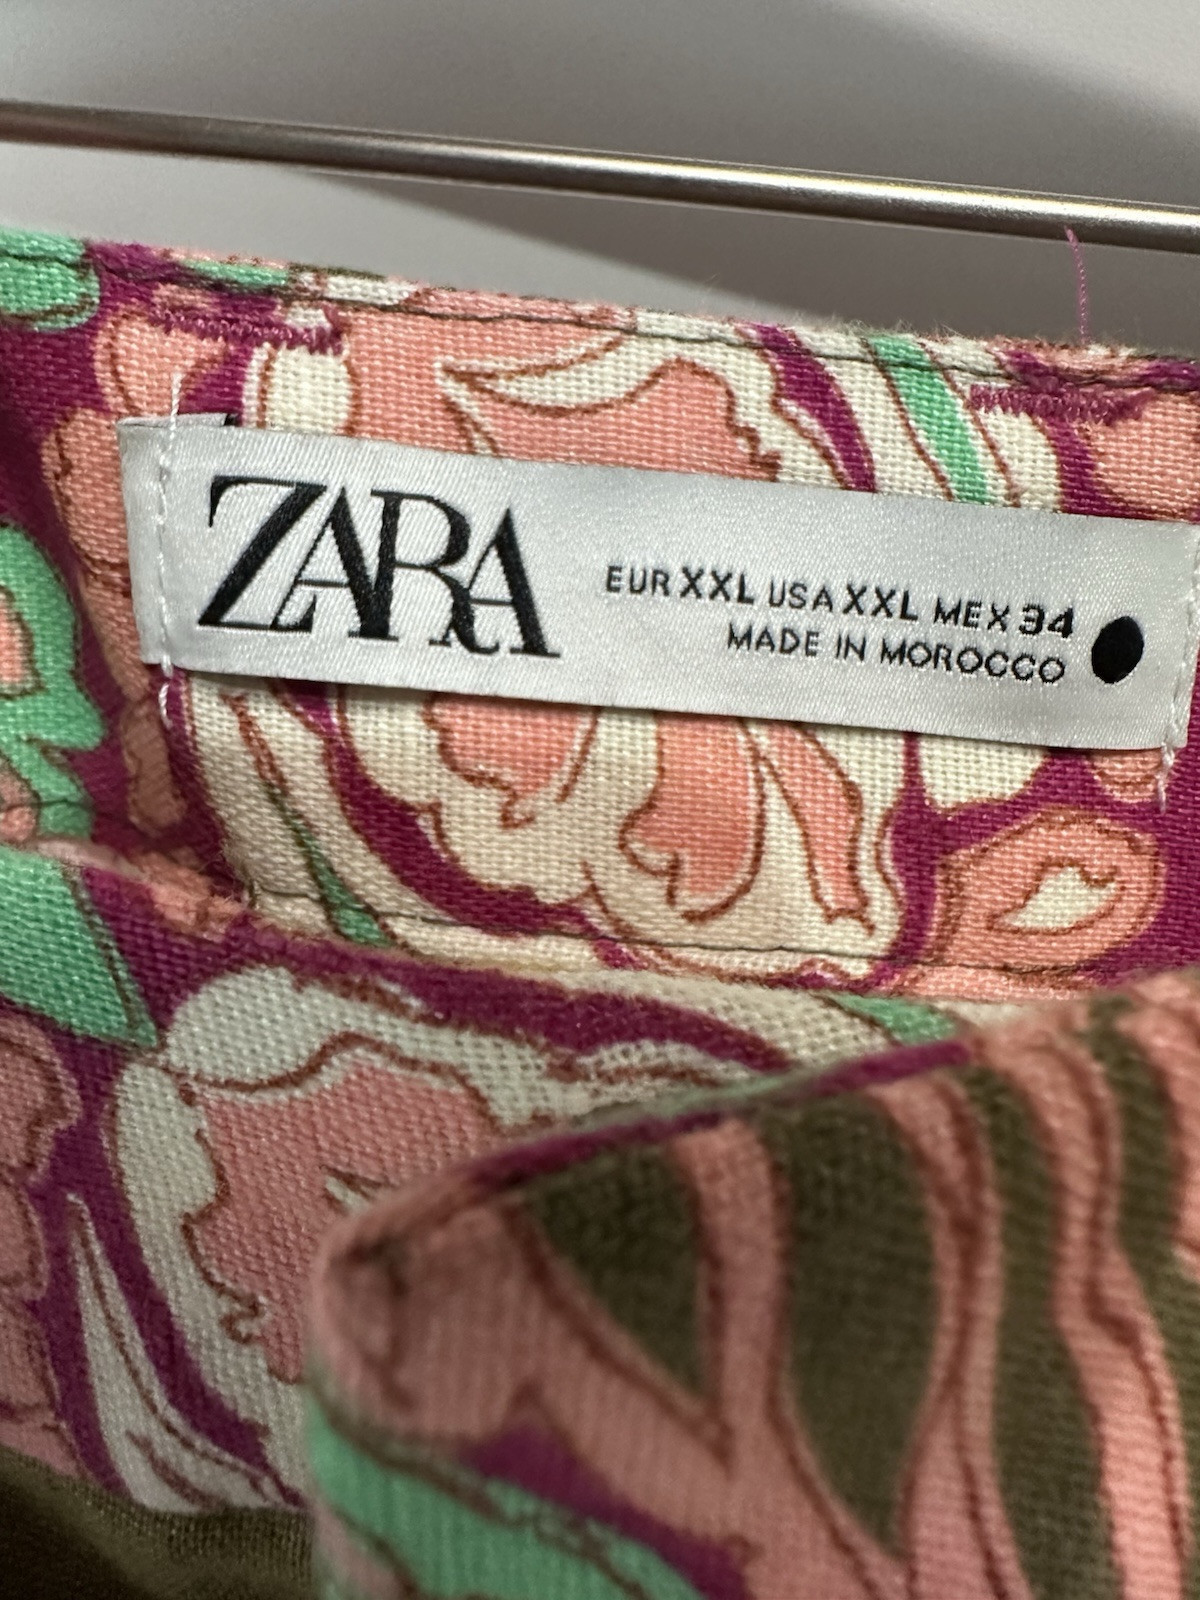 ZARA
EUR XXL USA XXL MEX 34
MADE IN MOROCCO